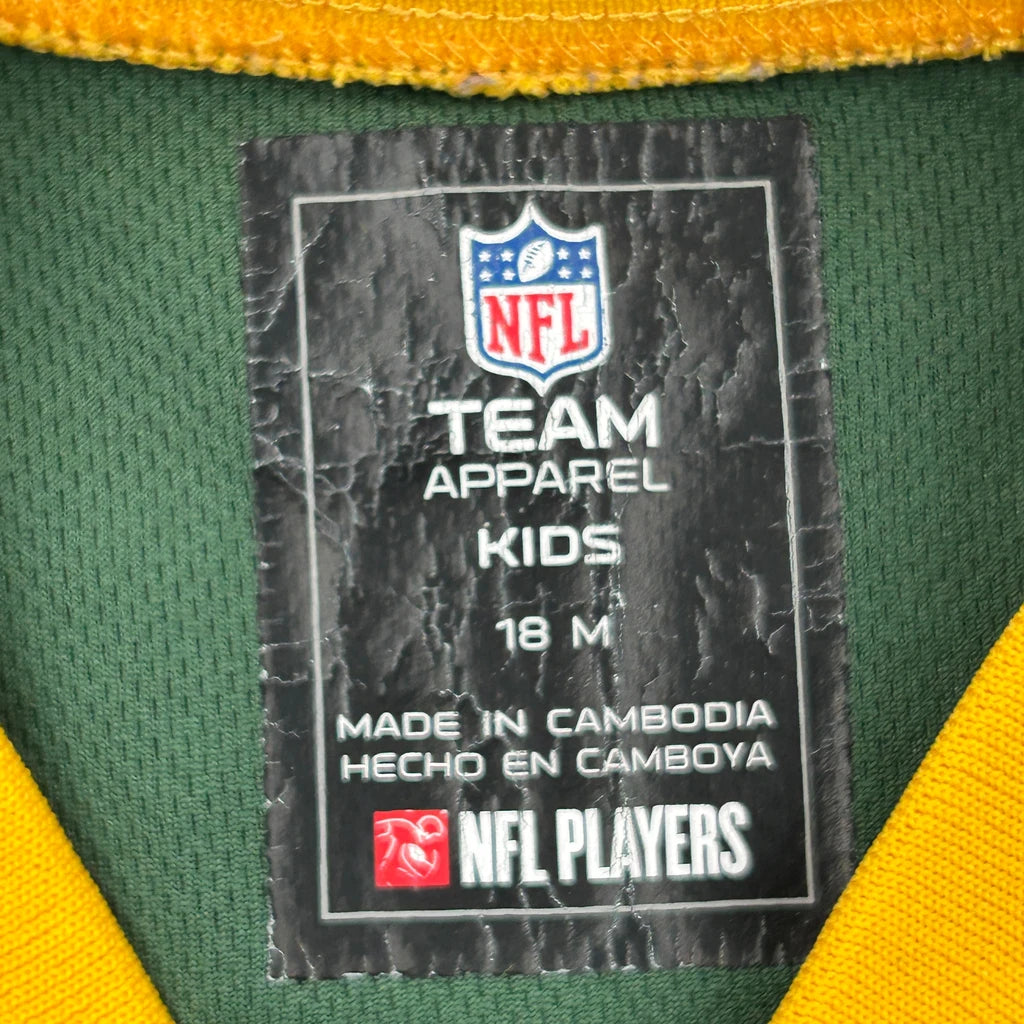 NFL
TEAM
APPAREL
KIDS
18 M
MADE IN CAMBODIA
HECHO EN CAMBOYA
NFL PLAYERS